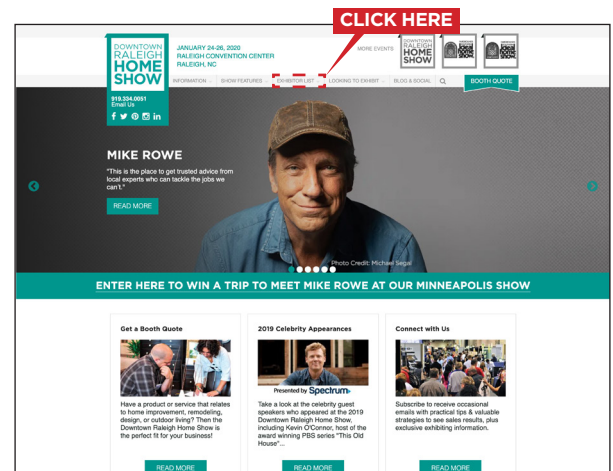 CLICK HERE
DOWNTOWN
RALEIGH
HOME
SHOW
JANUARY 24-26, 2020
RALEIGH CONVENTION CENTER
RALEIGH, NC
MORE EVENTS
DOWNTOWN
RALEIGH
HOME
SHOW
INFORMATION
SHOW FEATURES
EXHIBITOR LIST
LOOKING TO EXHIBIT
BLOG & SOCIAL
BOOTH QUOTE
919.334.0051
Email Us
MIKE ROWE
"This is the place to get trusted advice from
local experts who can tackle the jobs we
can't."
READ MORE
Photo Credit: Michael Segal
ENTER HERE TO WIN A TRIP TO MEET MIKE ROWE AT OUR MINNEAPOLIS SHOW
Get a Booth Quote
Have a product or service that relates
to home improvement, remodeling,
design, or outdoor living? Then the
Downtown Raleigh Home Show is
the perfect fit for your business!
READ MORE
2019 Celebrity Appearances
Presented by Spectrum
Take a look at the celebrity guest
speakers who appeared at the 2019
Downtown Raleigh Home Show,
including Kevin O'Connor, host of the
award winning PBS series "This Old
House"...
READ MORE
Connect with Us
Subscribe to receive occasional
emails with practical tips & valuable
strategies to see sales results, plus
exclusive exhibiting information.
READ MORE